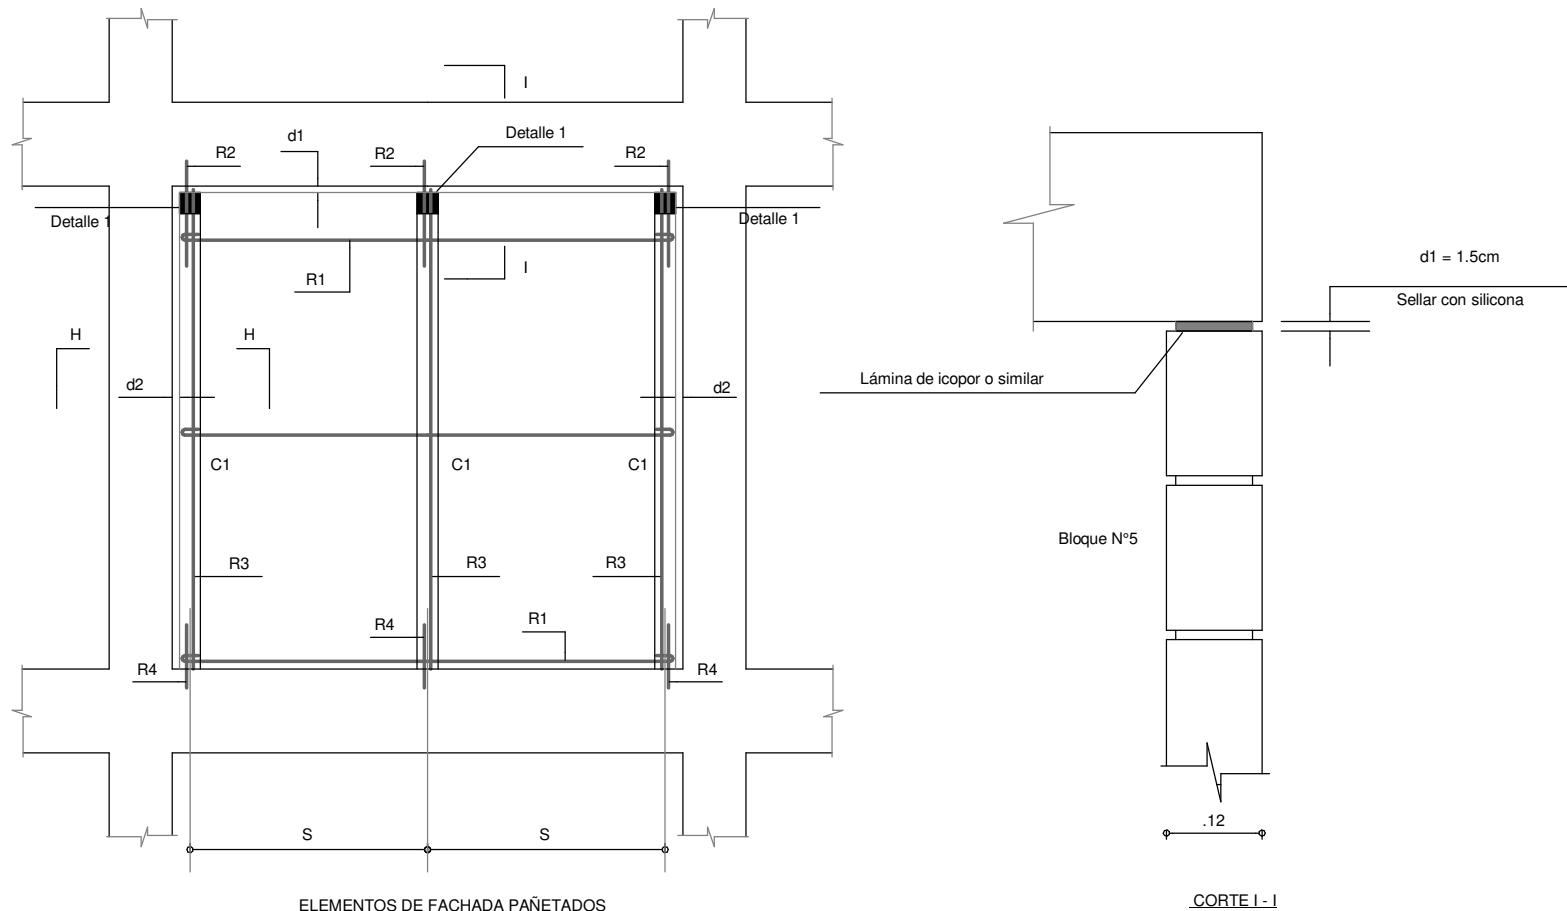 I
Detalle 1
d1
R2
R2
R2
Detalle 1
Detalle 1
I
R1
H
H
d2
d2
C1
C1
C1
R3
R3
R3
R4
R1
R4
R4
S
S
ELEMENTOS DE FACHADA PAÑETADOS
d1 = 1.5cm
Sellar con silicona
Lámina de icopor o similar
Bloque N°5
.12
CORTE I - I